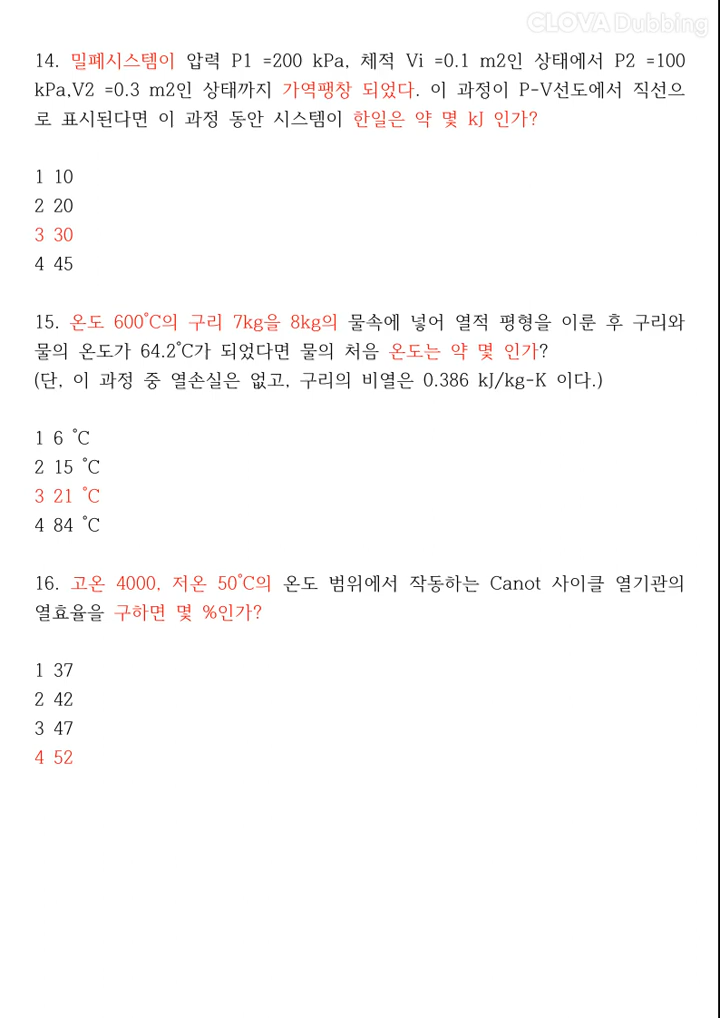 CLOVA Dubbing
14. 밀폐시스템이 압력 P1 =200 kPa, 체적 Vi =0.1 m2인 상태에서 P2 =100
kPa,V2 =0.3 m2인 상태까지 가역팽창 되었다. 이 과정이 P-V선도에서 직선으
로 표시된다면 이 과정 동안 시스템이 한일은 약 몇 kJ 인가?
1 10
2 20
3 30
4 45
15. 온도 600°C의 구리 7kg을 8kg의 물속에 넣어 열적 평형을 이룬 후 구리와
물의 온도가 64.2°C가 되었다면 물의 처음 온도는 약 몇 인가?
(단, 이 과정 중 열손실은 없고, 구리의 비열은 0.386 kJ/kg-K 이다.)
1 6 °C
2 15 °C
3 21 °C
4 84 °C
16. 고온 4000, 저온 50°C의 온도 범위에서 작동하는 Canot 사이클 열기관의
열효율을 구하면 몇 %인가?
1 37
2 42
3 47
4 52